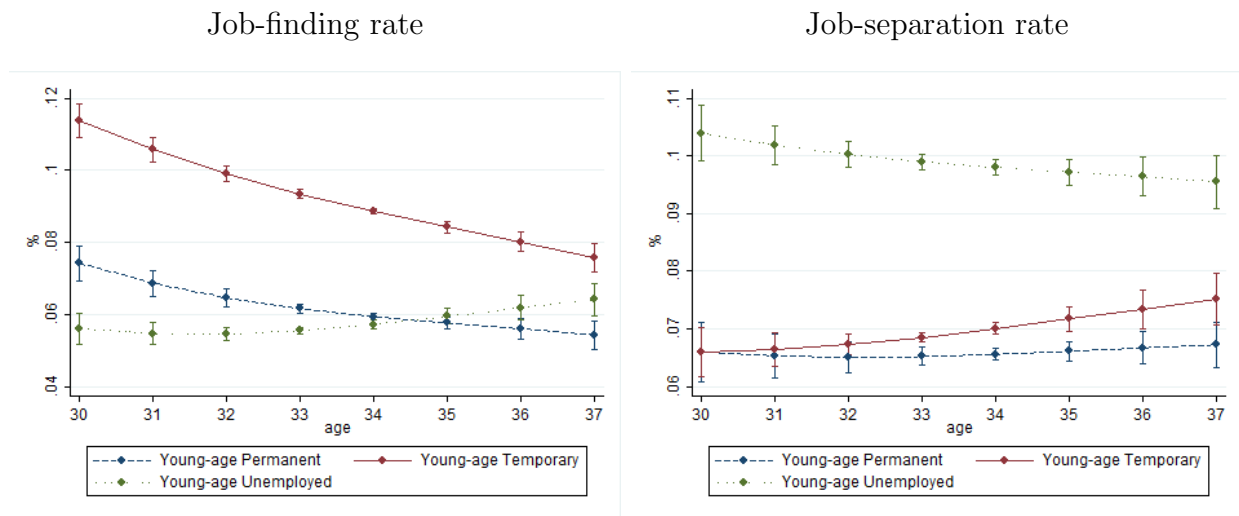 Job-finding rate
.12
.1
.08
.06
.04
%
30 31 32 33 34 35 36 37
age
Young-age Permanent Young-age Temporary
Young-age Unemployed
Job-separation rate
.11
.1
.09
.08
.07
.06
%
30 31 32 33 34 35 36 37
age
Young-age Permanent Young-age Temporary
Young-age Unemployed